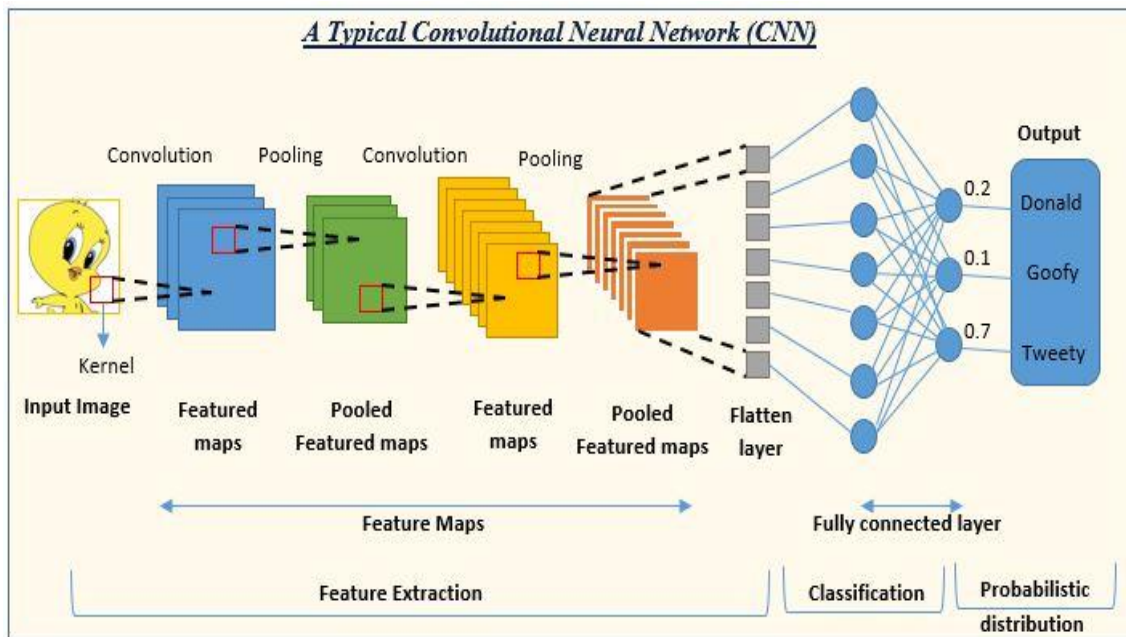 A Typical Convolutional Neural Network (CNN)
Convolution
Pooling
Convolution
Pooling
Output
0.2
Donald
0.1
Goofy
0.7
Tweety
Kernel
Input Image
Featured
maps
Pooled
Featured maps
Featured
maps
Pooled
Featured maps
Flatten
layer
Feature Maps
Fully connected layer
Feature Extraction
Classification
Probabilistic
distribution